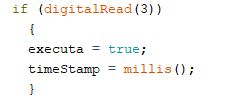 if (digitalRead(3))
{
executa = true;
timeStamp = millis();
}